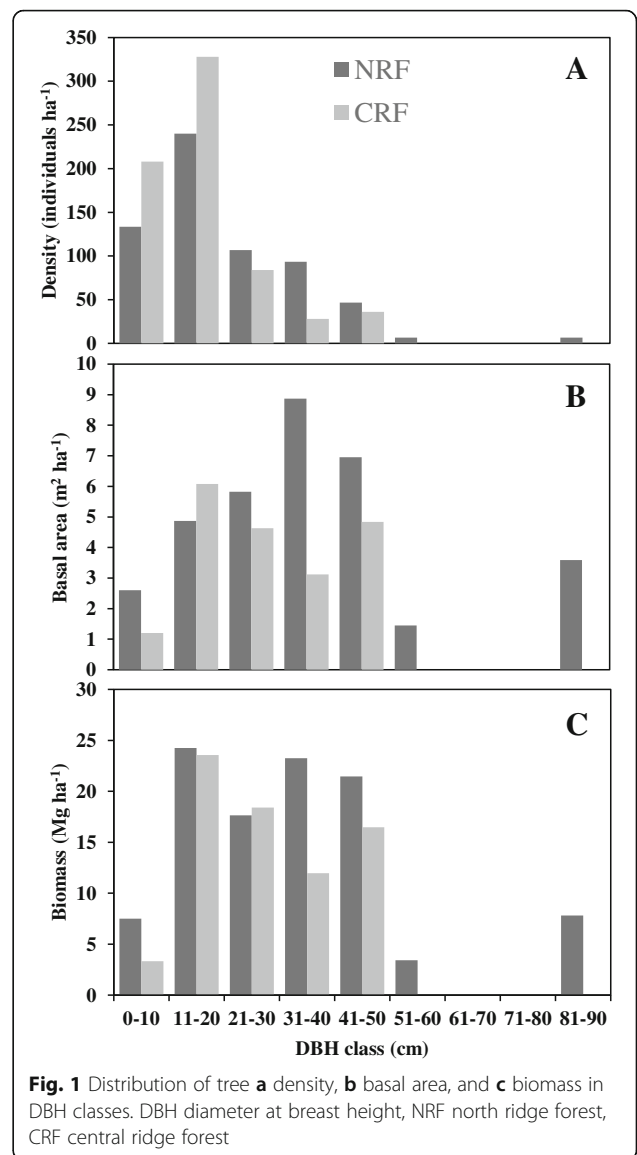 350
300
250
200
150
100
50
0
Density (individuals ha⁻¹)
NRF
CRF
A
10
9
8
7
6
5
4
3
2
1
0
Basal area (m² ha⁻¹)
B
30
25
20
15
10
5
0
Biomass (Mg ha⁻¹)
C
0-10 11-20 21-30 31-40 41-50 51-60 61-70 71-80 81-90
DBH class (cm)
Fig. 1 Distribution of tree a density, b basal area, and c biomass in
DBH classes. DBH diameter at breast height, NRF north ridge forest,
CRF central ridge forest